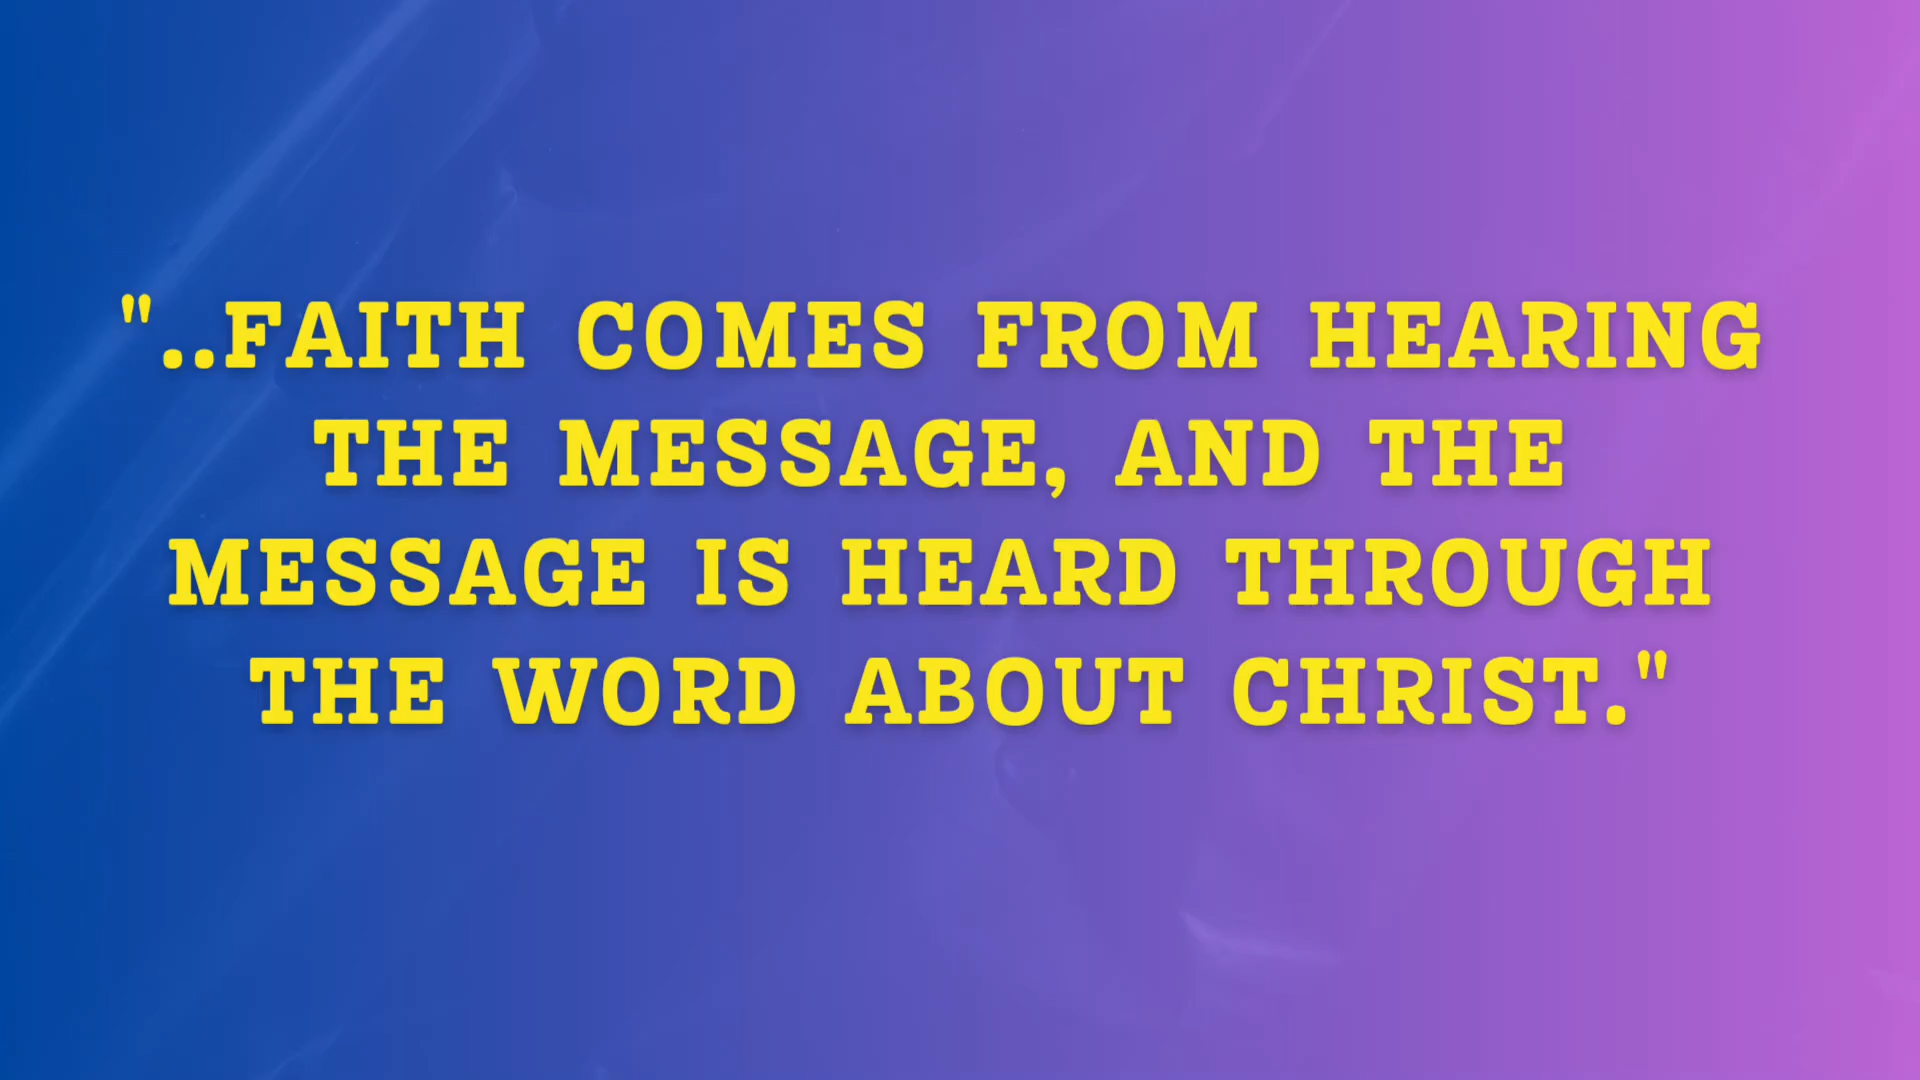 "..FAITH COMES FROM HEARING
THE MESSAGE, AND THE
MESSAGE IS HEARD THROUGH
THE WORD ABOUT CHRIST."